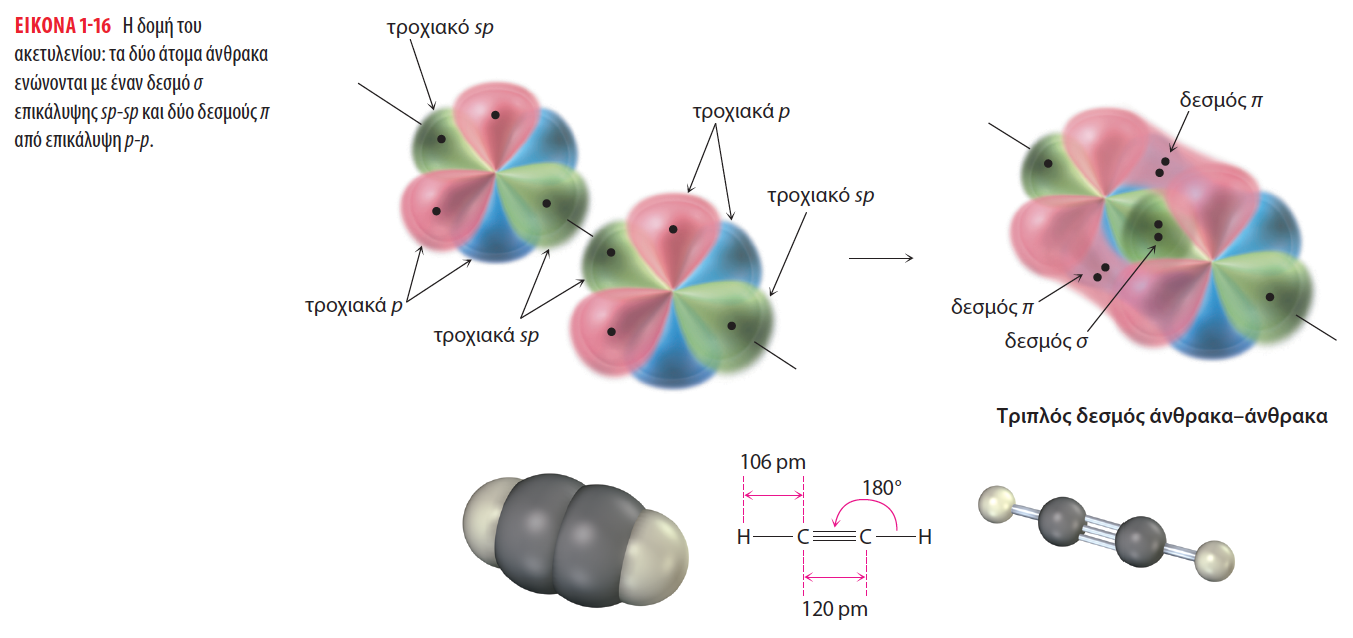 ΕΙΚΟΝΑ 1-16 Η δομή του
ακετυλενίου: τα δύο άτομα άνθρακα
ενώνονται με έναν δεσμό σ
επικάλυψης sp-sp και δύο δεσμούς π
από επικάλυψη p-p.
τροχιακό sp
τροχιακά p
τροχιακό sp
τροχιακά p
τροχιακά sp
δεσμός π
δεσμός π
δεσμός σ
Τριπλός δεσμός άνθρακα–άνθρακα
106 pm
180°
H C C H
120 pm